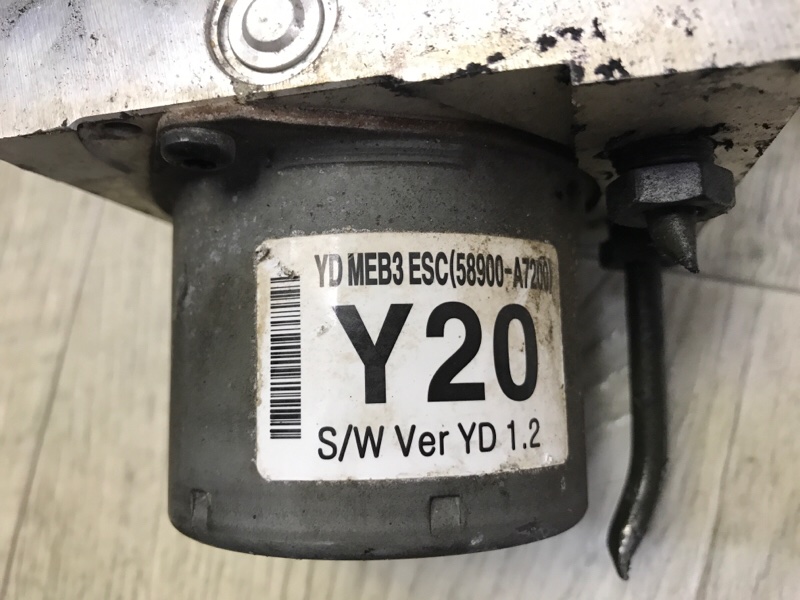 YD MEB3 ESC(58900-A7200)
Y20
S/W Ver YD 1.2